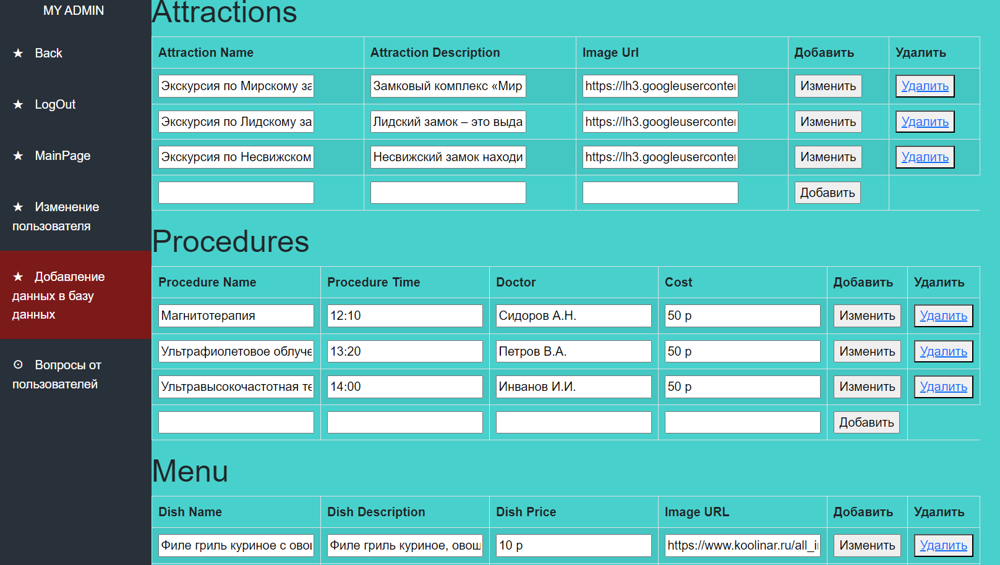 MY ADMIN
★ Back
★ LogOut
★ MainPage
★ Изменение
пользователя
★ Добавление
данных в базу
данных
⊙ Вопросы от
пользователей
Attractions
Attraction Name Attraction Description Image Url Добавить Удалить
Экскурсия по Мирскому за Замковый комплекс «Мир https://lh3.googleuserconter Изменить Удалить
Экскурсия по Лидскому за Лидский замок – это выда https://lh3.googleuserconter Изменить Удалить
Экскурсия по Несвижском Несвижский замок находи https://lh3.googleuserconter Изменить Удалить
Добавить
Procedures
Procedure Name Procedure Time Doctor Cost Добавить Удалить
Магнитотерапия 12:10 Сидоров А.Н. 50 р Изменить Удалить
Ультрафиолетовое облуче 13:20 Петров В.А. 50 р Изменить Удалить
Ультравысокочастотная те 14:00 Инванов И.И. 50 р Изменить Удалить
Добавить
Menu
Dish Name Dish Description Dish Price Image URL Добавить Удалить
Филе гриль куриное с овощ Филе гриль куриное, овощ 10 р https://www.koolinar.ru/all_i Изменить Удалить